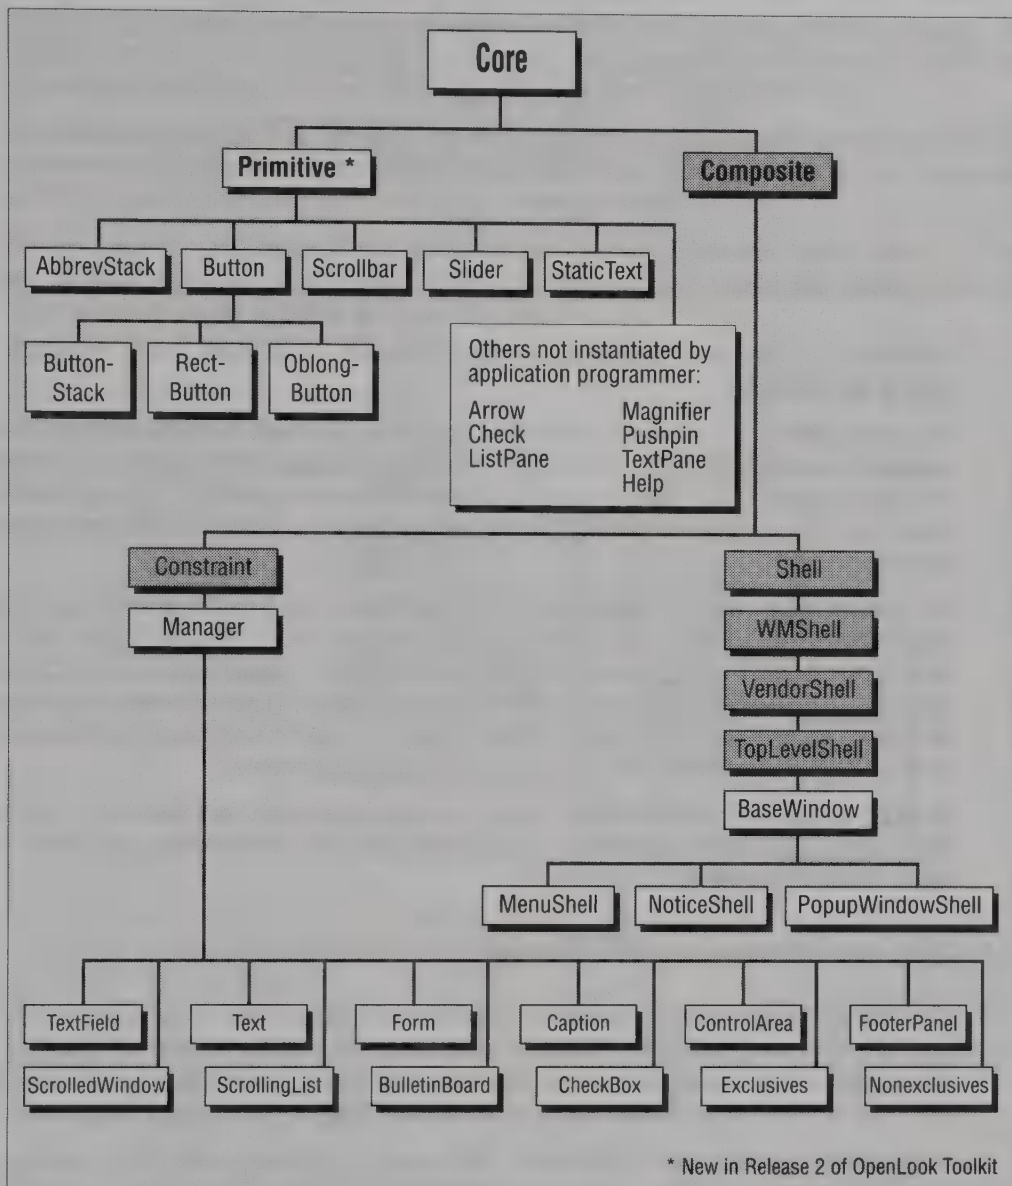 Core
Primitive *
Composite
AbbrevStack
Button
Scrollbar
Slider
StaticText
Button-
Stack
Rect-
Button
Oblong-
Button
Others not instantiated by
application programmer:
Arrow
Check
ListPane
Magnifier
Pushpin
TextPane
Help
Constraint
Manager
Shell
WMShell
VendorShell
TopLevelShell
BaseWindow
MenuShell
NoticeShell
PopupWindowShell
TextField
Text
Form
Caption
ControlArea
FooterPanel
ScrolledWindow
ScrollingList
BulletinBoard
CheckBox
Exclusives
Nonexclusives
* New in Release 2 of OpenLook Toolkit